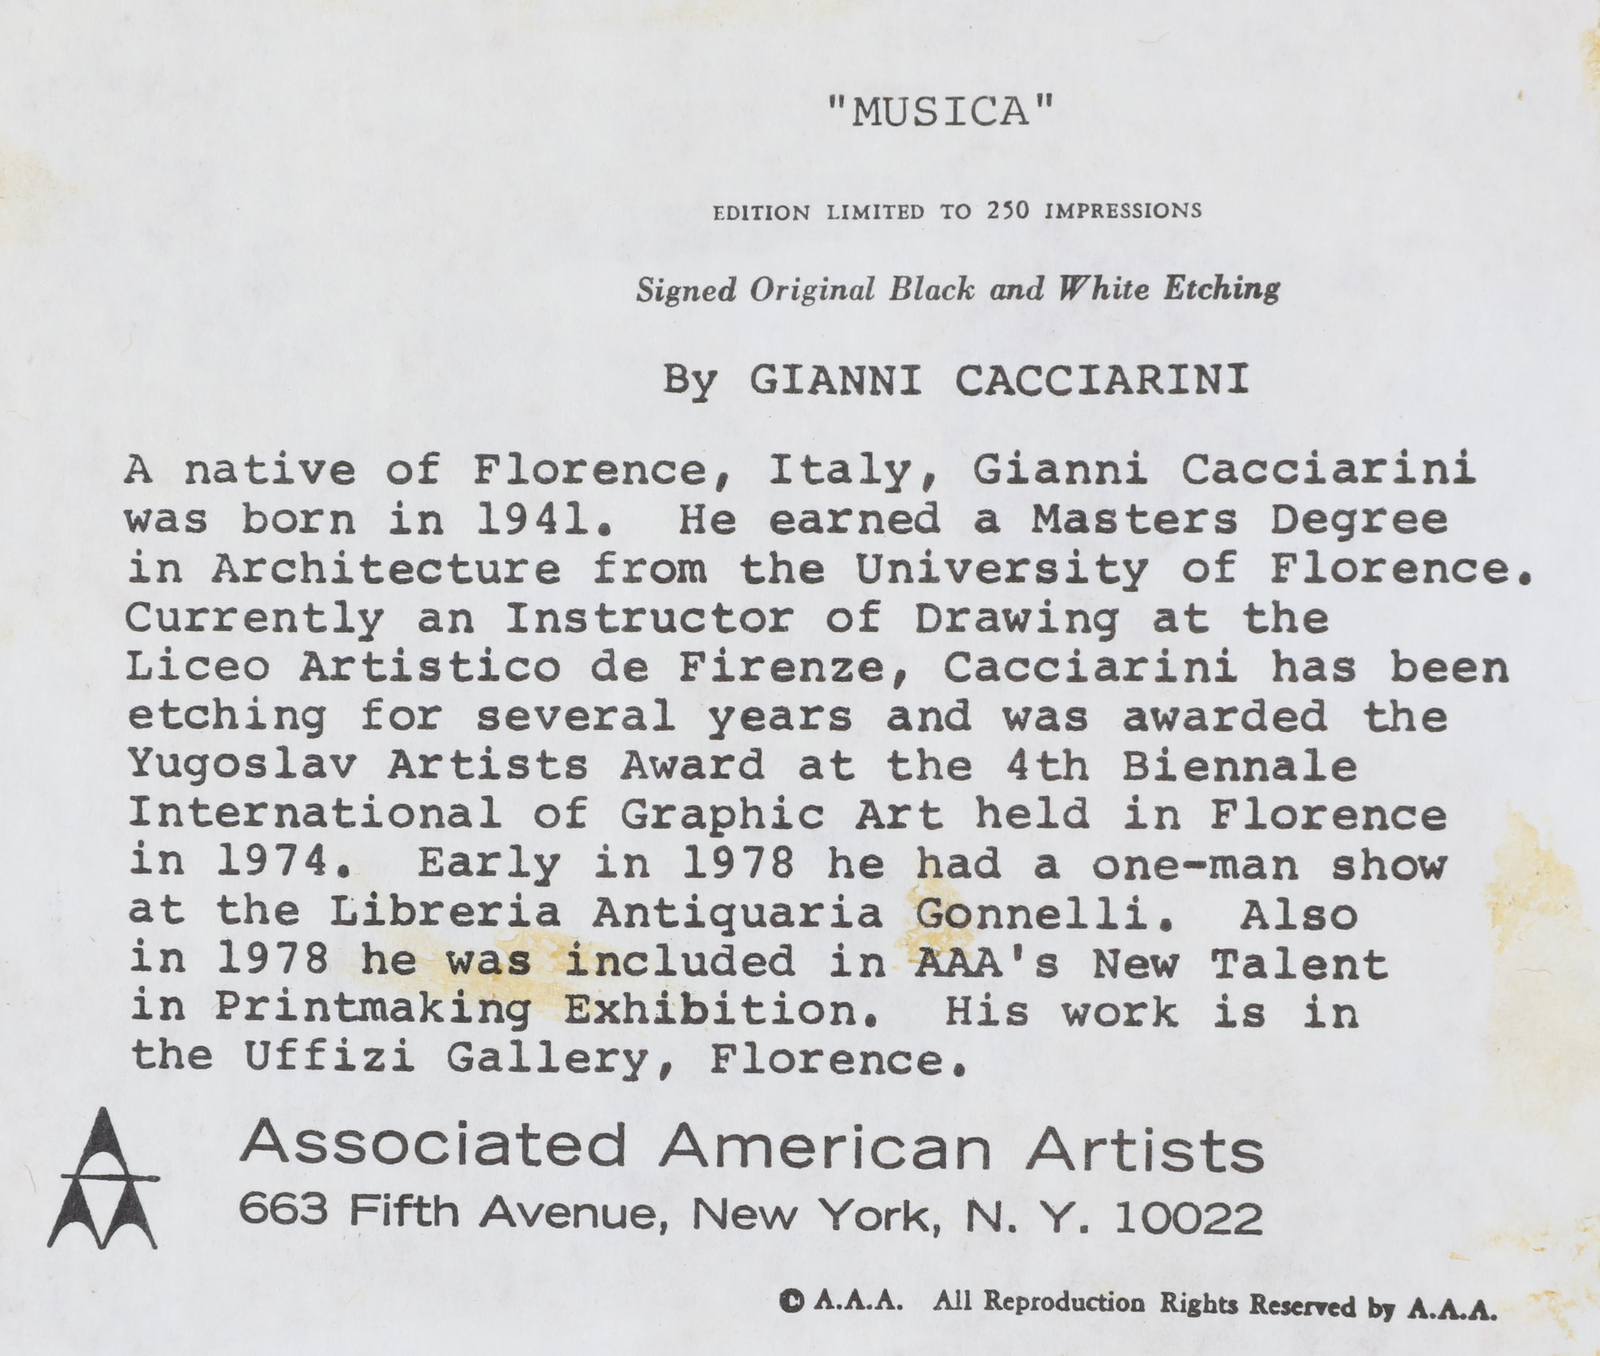 "MUSICA"
EDITION LIMITED TO 250 IMPRESSIONS
Signed Original Black and White Etching
By GIANNI CACCIARINI
A native of Florence, Italy, Gianni Cacciarini
was born in 1941. He earned a Masters Degree
in Architecture from the University of Florence.
Currently an Instructor of Drawing at the
Liceo Artistico de Firenze, Cacciarini has been
etching for several years and was awarded the
Yugoslav Artists Award at the 4th Biennale
International of Graphic Art held in Florence
in 1974. Early in 1978 he had a one-man show
at the Libreria Antiquaria Gonnelli. Also
in 1978 he was included in AAA's New Talent
in Printmaking Exhibition. His work is in
the Uffizi Gallery, Florence.
Associated American Artists
663 Fifth Avenue, New York, N. Y. 10022
© A.A.A. All Reproduction Rights Reserved by A.A.A.